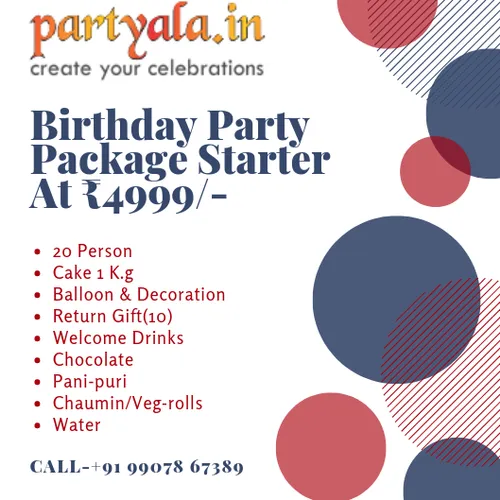 partyala.in
create your celebrations
Birthday Party
Package Starter
At ₹4999/-
20 Person
Cake 1 K.g
Balloon & Decoration
Return Gift(10)
Welcome Drinks
Chocolate
Pani-puri
Chaumin/Veg-rolls
Water
CALL-+91 99078 67389